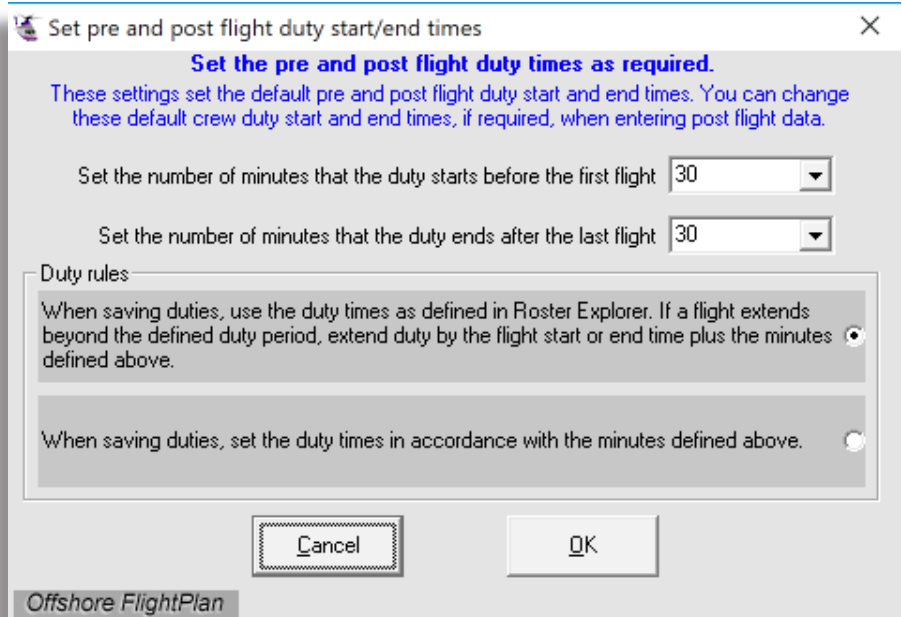 Set pre and post flight duty start/end times
Set the pre and post flight duty times as required.
These settings set the default pre and post flight duty start and end times. You can change
these default crew duty start and end times, if required, when entering post flight data.
Set the number of minutes that the duty starts before the first flight 30
Set the number of minutes that the duty ends after the last flight 30
Duty rules
When saving duties, use the duty times as defined in Roster Explorer. If a flight extends
beyond the defined duty period, extend duty by the flight start or end time plus the minutes
defined above.
When saving duties, set the duty times in accordance with the minutes defined above.
Cancel OK
Offshore FlightPlan